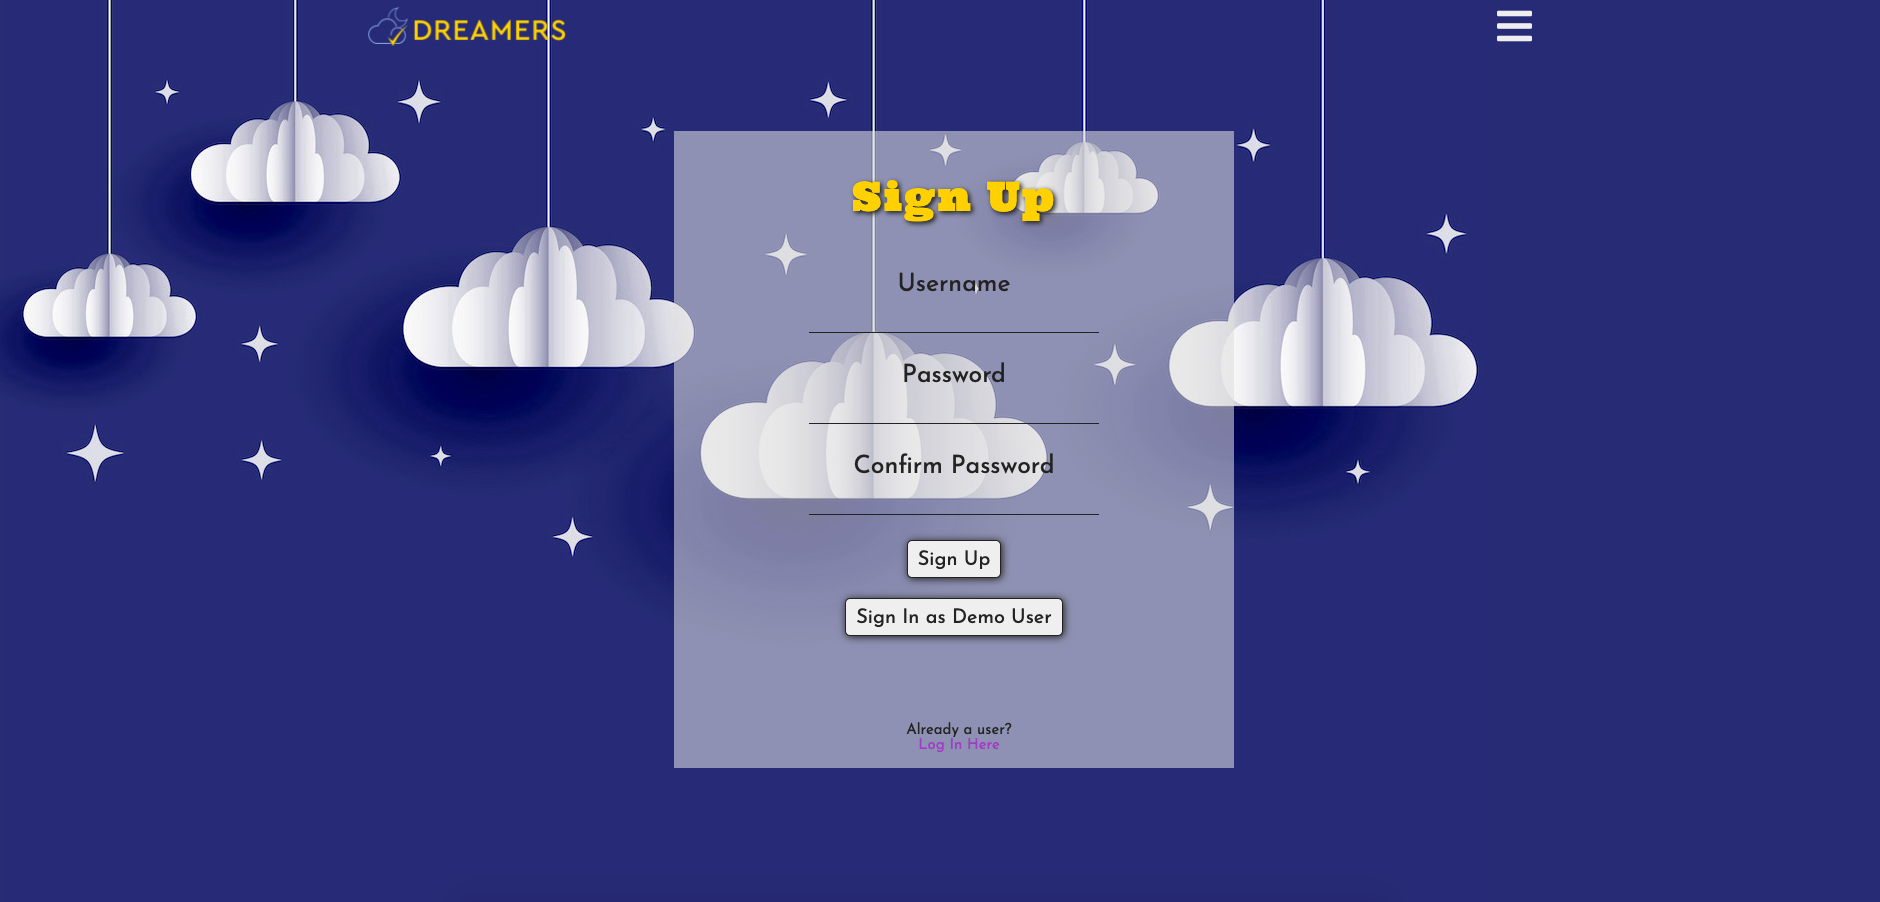 DREAMERS
Sign Up
Username
Password
Confirm Password
Sign Up
Sign In as Demo User
Already a user?
Log In Here